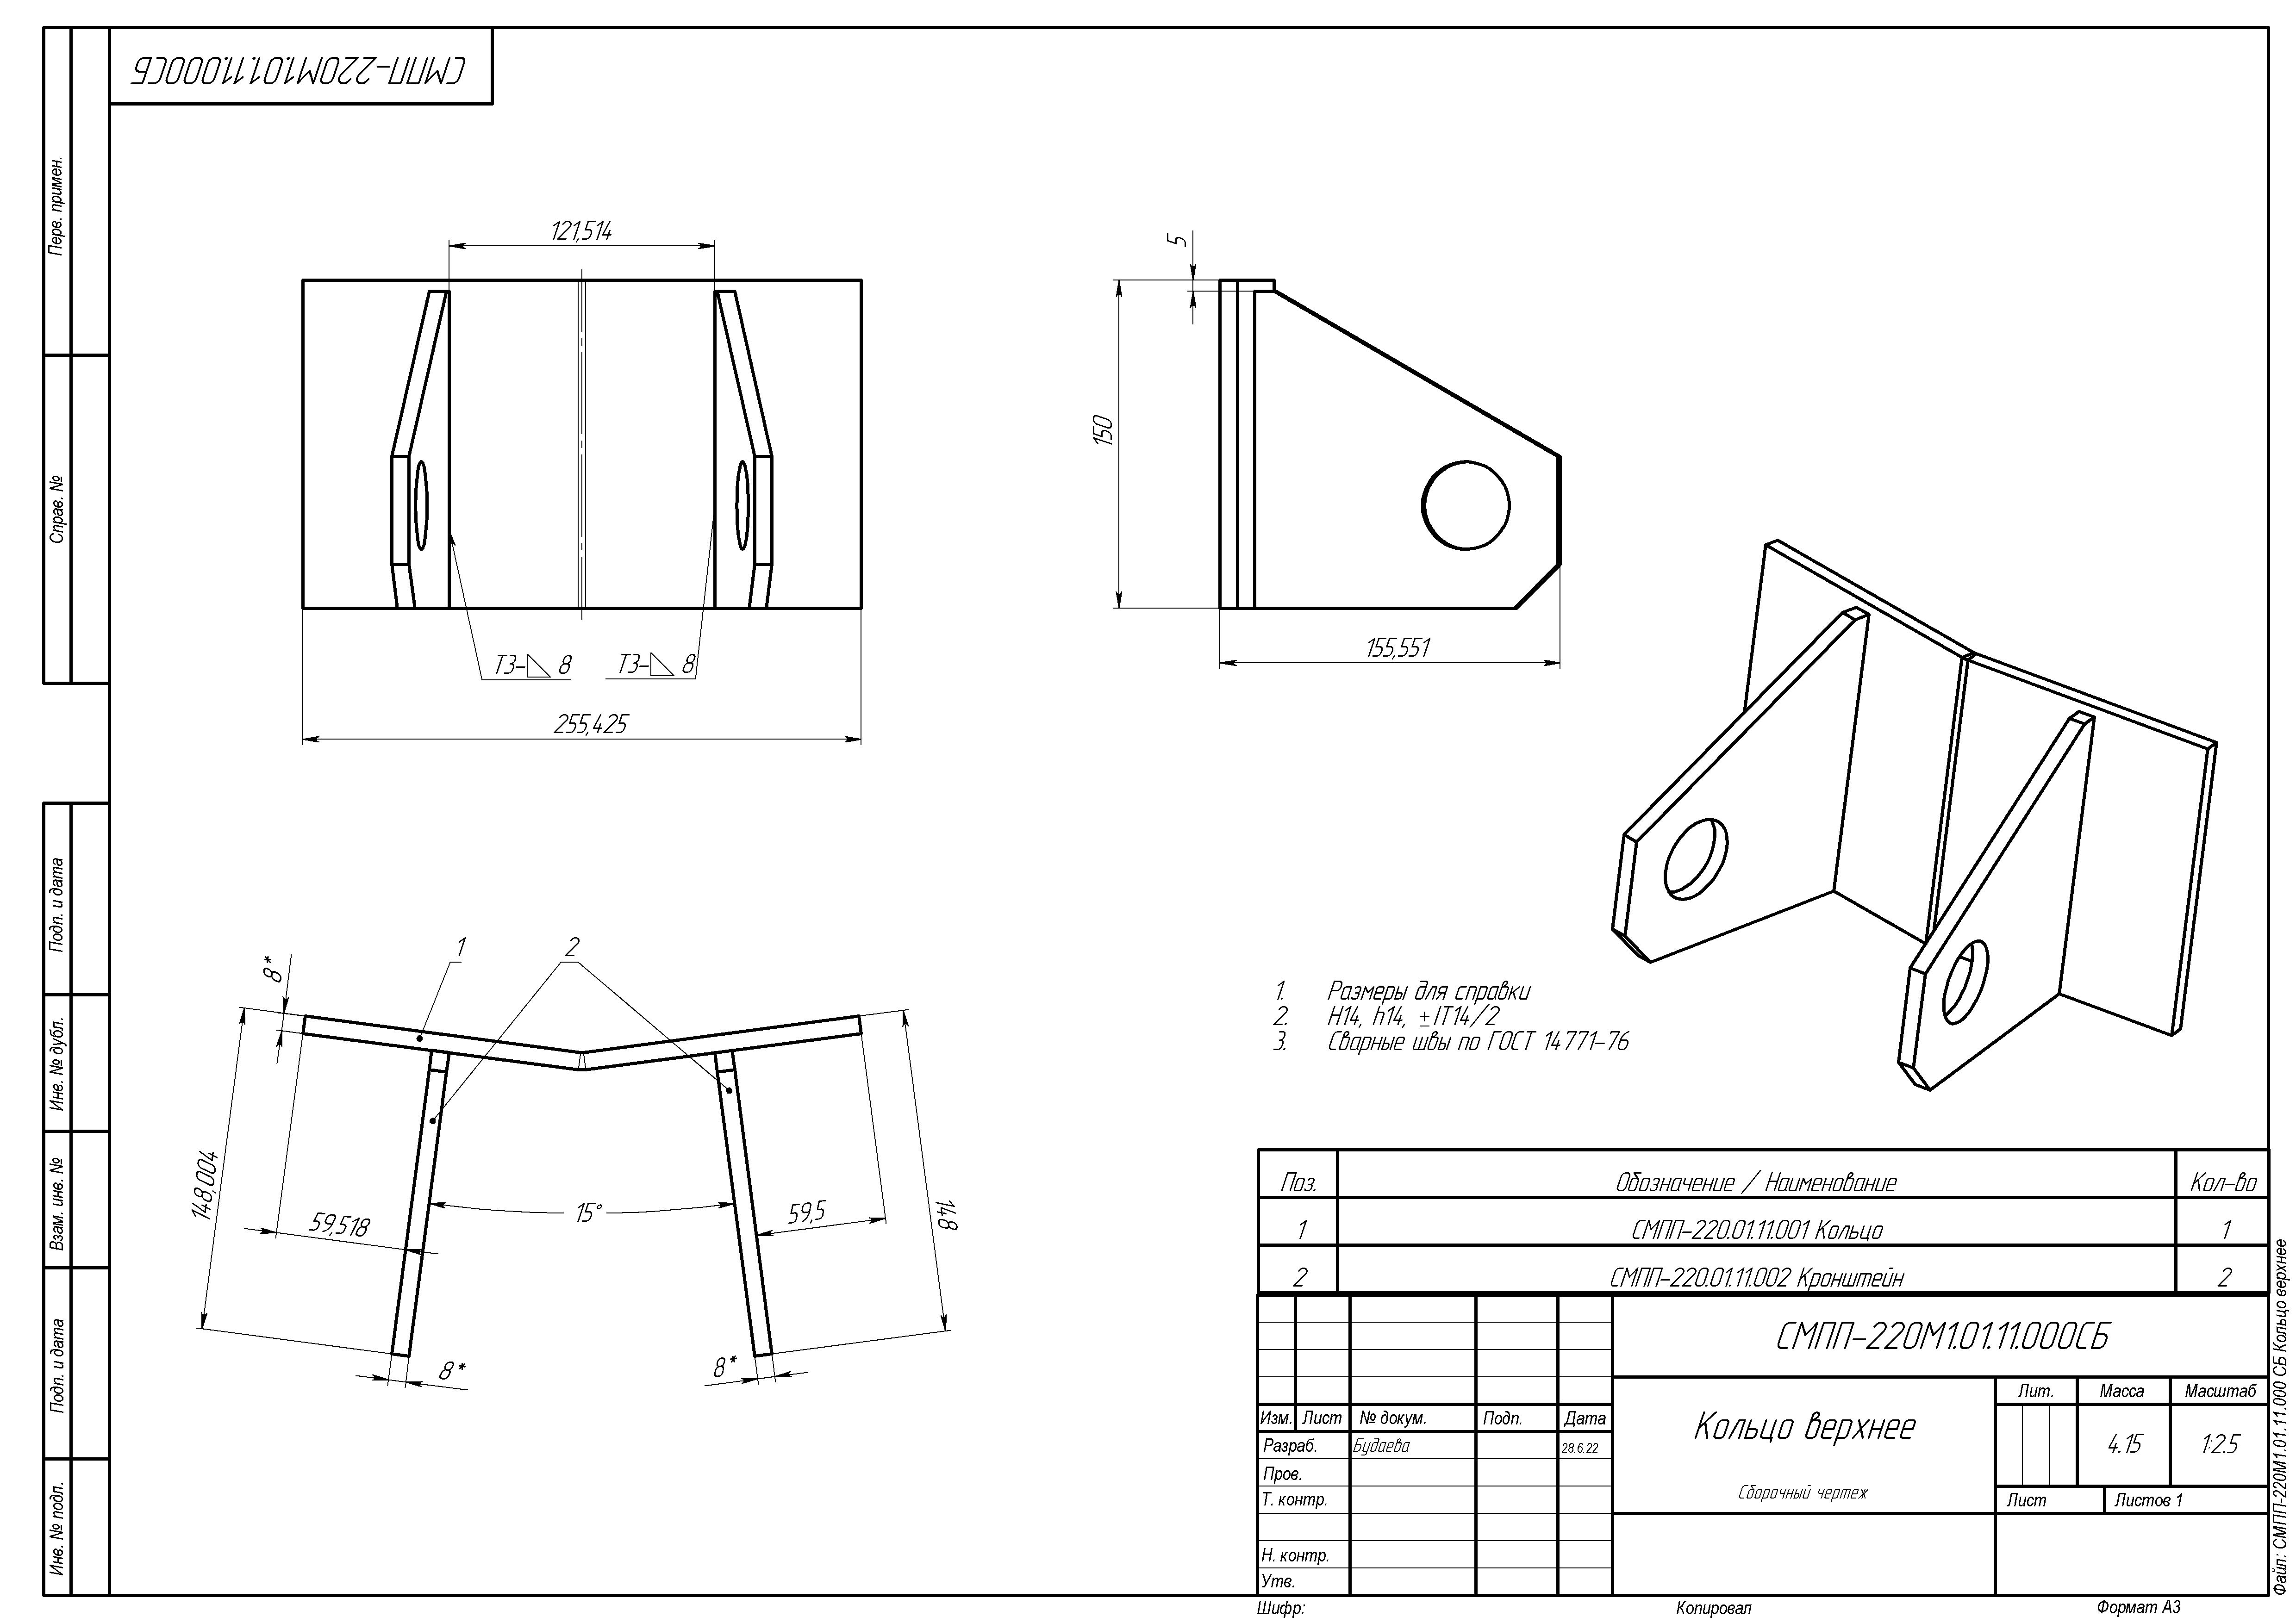 СМПП-220М1.01.11.000СБ
Перв. примен.
Справ. №
Подп. и дата
Инв. № дубл.
Взам. инв. №
Подп. и дата
Инв. № подл.
121,514
Т3-◺ 8
Т3-◺ 8
255,425
5
150
155,551
1
2
8*
148,004
59,518
15°
59,5
148
8*
8*
1. Размеры для справки
2. H14, h14, ±IT14/2
3. Сварные швы по ГОСТ 14771-76
Поз. Обозначение / Наименование Кол-во
1 СМПП-220.01.11.001 Кольцо 1
2 СМПП-220.01.11.002 Кронштейн 2
СМПП-220М1.01.11.000СБ
Изм. Лист № докум. Подп. Дата
Разраб. Будаева 28.6.22
Пров.
Т. контр.
Н. контр.
Утв.
Кольцо верхнее
Сборочный чертеж
Лит. Масса Масштаб
4.15 1:2.5
Лист Листов 1
Шифр: Копировал Формат А3
Файл: СМПП-220М1.01.11.000 СБ Кольцо верхнее